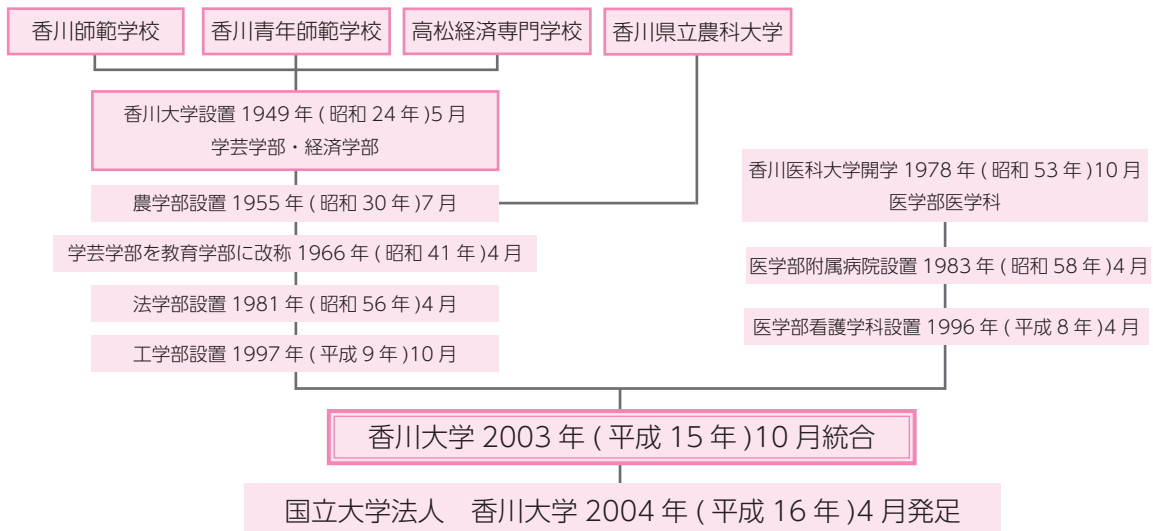 香川師範学校
香川青年師範学校
高松経済専門学校
香川県立農科大学
香川大学設置 1949 年 ( 昭和 24 年 )5 月
学芸学部・経済学部
農学部設置 1955 年 ( 昭和 30 年 )7 月
学芸学部を教育学部に改称 1966 年 ( 昭和 41 年 )4 月
法学部設置 1981 年 ( 昭和 56 年 )4 月
工学部設置 1997 年 ( 平成 9 年 )10 月
香川医科大学開学 1978 年 ( 昭和 53 年 )10 月
医学部医学科
医学部附属病院設置 1983 年 ( 昭和 58 年 )4 月
医学部看護学科設置 1996 年 ( 平成 8 年 )4 月
香川大学 2003 年 ( 平成 15 年 )10 月統合
国立大学法人　香川大学 2004 年 ( 平成 16 年 )4 月発足